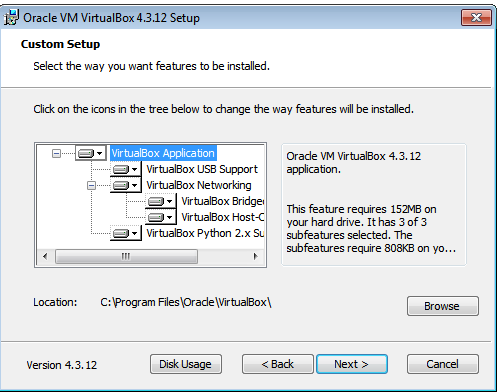 Oracle VM VirtualBox 4.3.12 Setup
Custom Setup
Select the way you want features to be installed.
Click on the icons in the tree below to change the way features will be installed.
VirtualBox Application
VirtualBox USB Support
VirtualBox Networking
VirtualBox Bridge
VirtualBox Host-C
VirtualBox Python 2.x Su
Oracle VM VirtualBox 4.3.12
application.
This feature requires 152MB on
your hard drive. It has 3 of 3
subfeatures selected. The
subfeatures require 808KB on yo...
Location: C:\Program Files\Oracle\VirtualBox\
Browse
Version 4.3.12
Disk Usage
< Back
Next >
Cancel